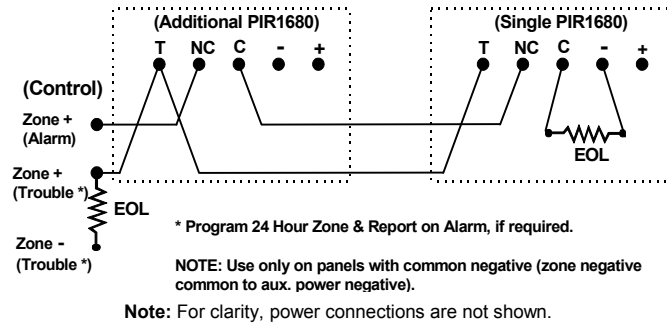 (Additional PIR1680)
(Single PIR1680)
T NC C - +
T NC C - +
(Control)
Zone +
(Alarm)
Zone +
(Trouble *)
EOL
EOL
Zone -
(Trouble *)
* Program 24 Hour Zone & Report on Alarm, if required.
NOTE: Use only on panels with common negative (zone negative
common to aux. power negative).
Note: For clarity, power connections are not shown.